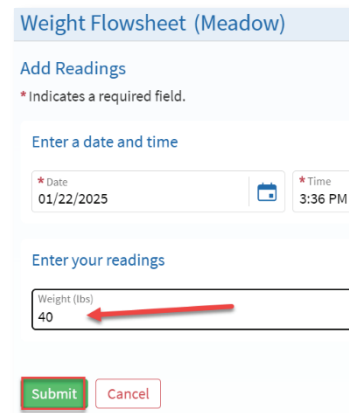 Weight Flowsheet (Meadow)
Add Readings
* Indicates a required field.
Enter a date and time
* Date
01/22/2025
* Time
3:36 PM
Enter your readings
Weight (lbs)
40
Submit
Cancel